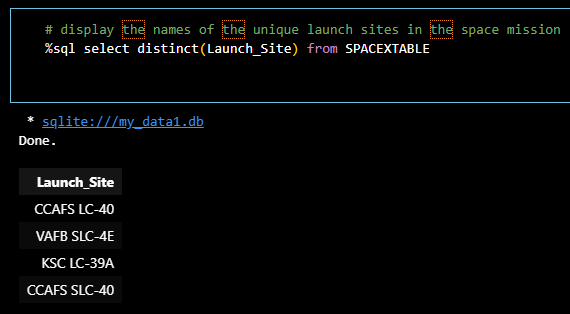 # display the names of the unique launch sites in the space mission
%sql select distinct(Launch_Site) from SPACEXTABLE
* sqlite:///my_data1.db
Done.
Launch_Site
CCAFS LC-40
VAFB SLC-4E
KSC LC-39A
CCAFS SLC-40